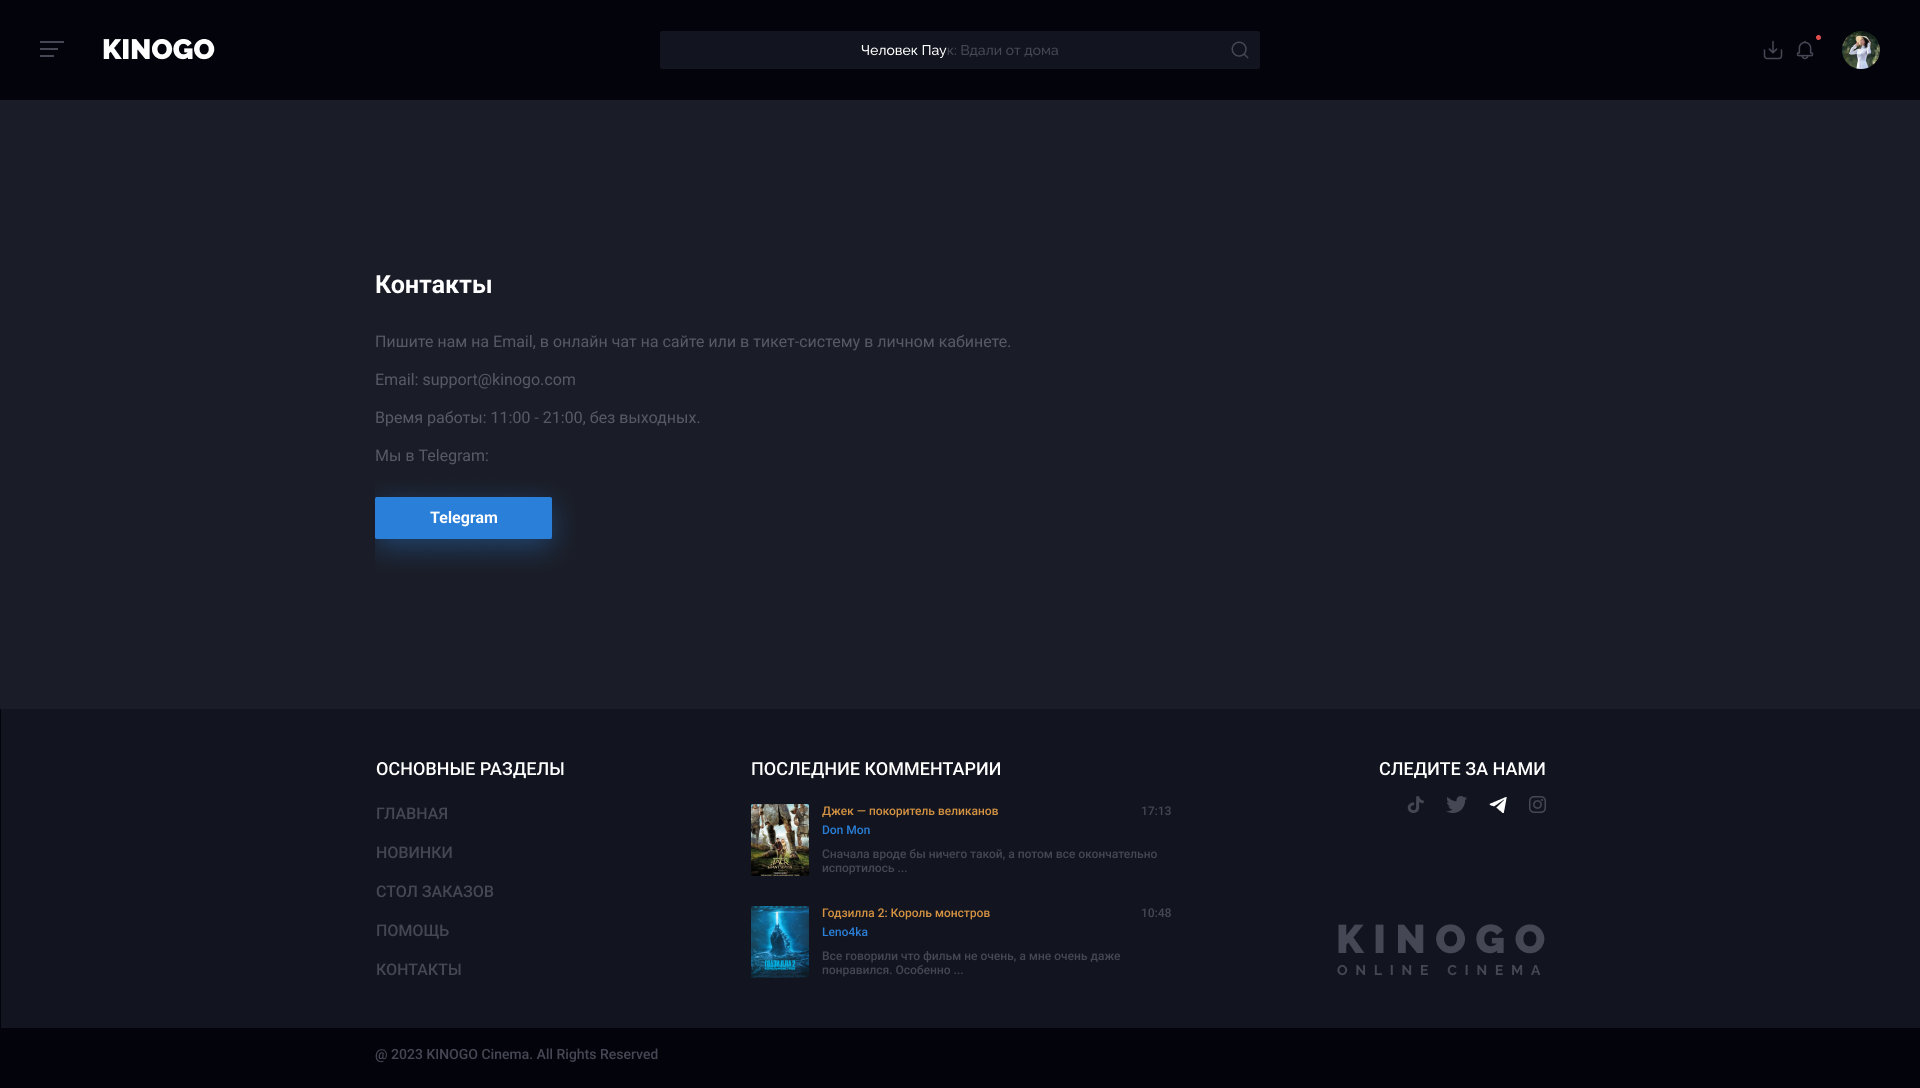 KINOGO
Человек Паук: Вдали от дома
Контакты
Пишите нам на Email, в онлайн чат на сайте или в тикет-систему в личном кабинете.
Email: support@kinogo.com
Время работы: 11:00 - 21:00, без выходных.
Мы в Telegram:
Telegram
ОСНОВНЫЕ РАЗДЕЛЫ
ГЛАВНАЯ
НОВИНКИ
СТОЛ ЗАКАЗОВ
ПОМОЩЬ
КОНТАКТЫ
ПОСЛЕДНИЕ КОММЕНТАРИИ
Джек — покоритель великанов 17:13
Don Mon
Сначала вроде бы ничего такой, а потом все окончательно
испортилось ...
Годзилла 2: Король монстров 10:48
Leno4ka
Все говорили что фильм не очень, а мне очень даже
понравился. Особенно ...
СЛЕДИТЕ ЗА НАМИ
KINOGO
ONLINE CINEMA
@ 2023 KINOGO Cinema. All Rights Reserved